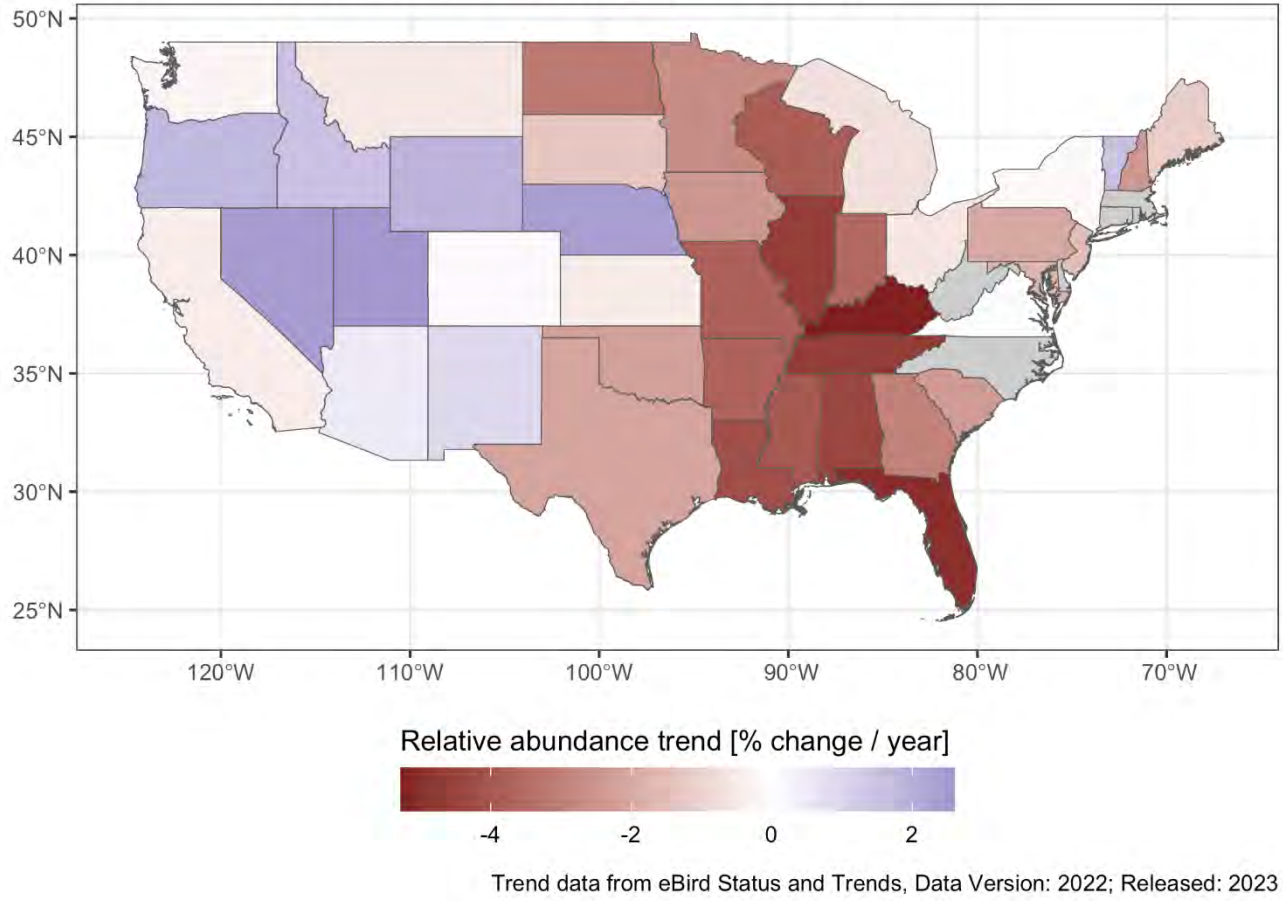 50°N
45°N
40°N
35°N
30°N
25°N
120°W 110°W 100°W 90°W 80°W 70°W
Relative abundance trend [% change / year]
-4 -2 0 2
Trend data from eBird Status and Trends, Data Version: 2022; Released: 2023